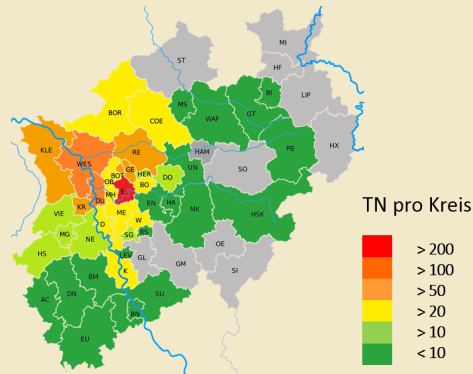 MI
ST
HF
BI
LIP
BOR
MS
GT
COE
WAF
HX
KLE
RE
HAM
PB
WES
GE
UN
SO
BOT
HER
DO
OB
BO
E
MH
KR
DU
EN
HA
VIE
ME
W
MK
HSK
D
MG
NE
SG
RS
OE
HS
LEV
GL
GM
SI
K
BM
AC
DN
SU
BN
EU
TN pro Kreis
> 200
> 100
> 50
> 20
> 10
< 10